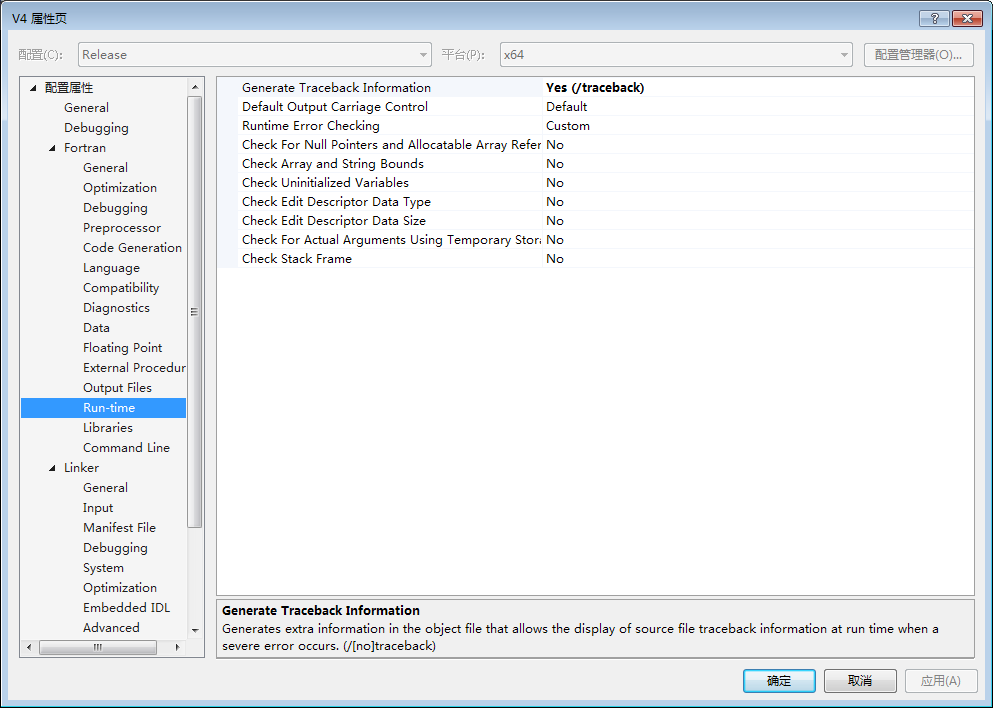 V4 属性页
配置(C):
Release
平台(P):
x64
配置管理器(O)...
配置属性
General
Debugging
Fortran
General
Optimization
Debugging
Preprocessor
Code Generation
Language
Compatibility
Diagnostics
Data
Floating Point
External Procedur
Output Files
Run-time
Libraries
Command Line
Linker
General
Input
Manifest File
Debugging
System
Optimization
Embedded IDL
Advanced
Generate Traceback Information Yes (/traceback)
Default Output Carriage Control Default
Runtime Error Checking Custom
Check For Null Pointers and Allocatable Array Refer No
Check Array and String Bounds No
Check Uninitialized Variables No
Check Edit Descriptor Data Type No
Check Edit Descriptor Data Size No
Check For Actual Arguments Using Temporary Stora No
Check Stack Frame No
Generate Traceback Information
Generates extra information in the object file that allows the display of source file traceback information at run time when a
severe error occurs. (/[no]traceback)
确定
取消
应用(A)